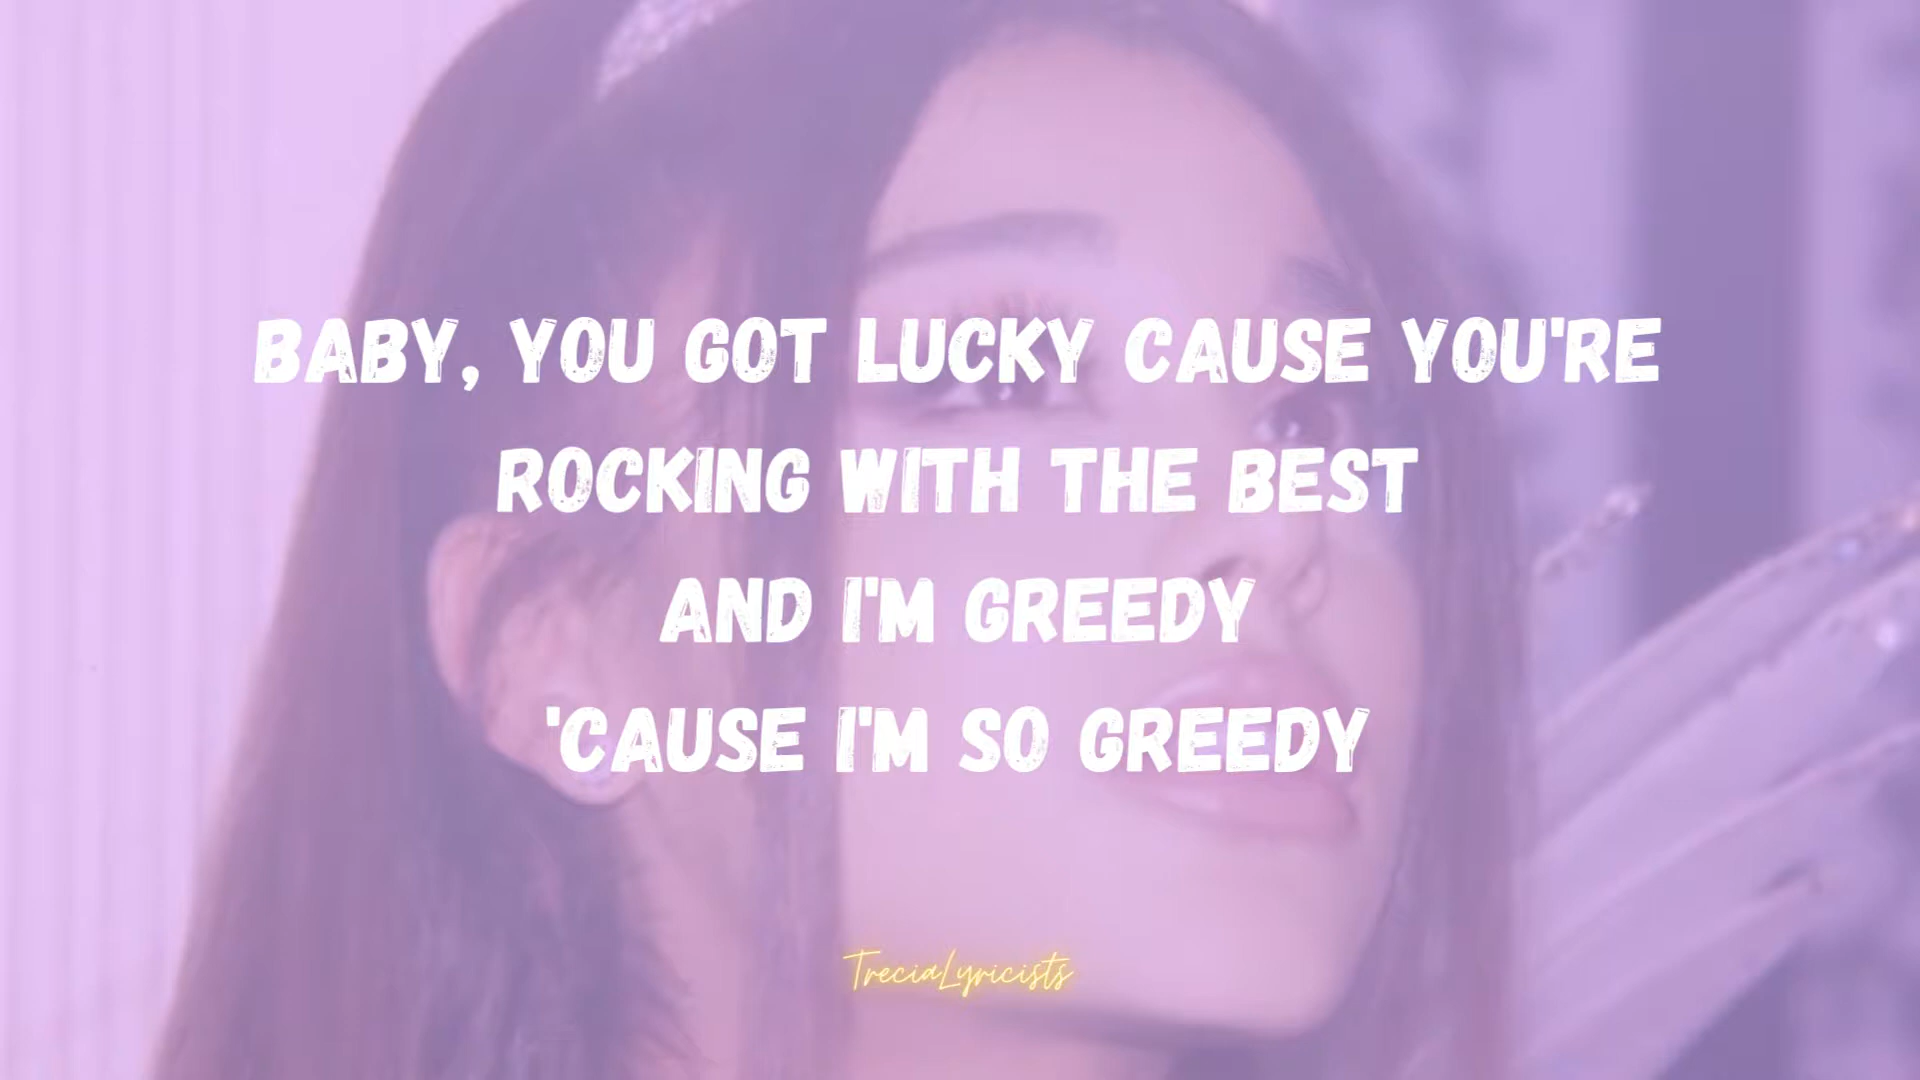 BABY, YOU GOT LUCKY CAUSE YOU'RE
ROCKING WITH THE BEST
AND I'M GREEDY
'CAUSE I'M SO GREEDY
TreciaLyricists